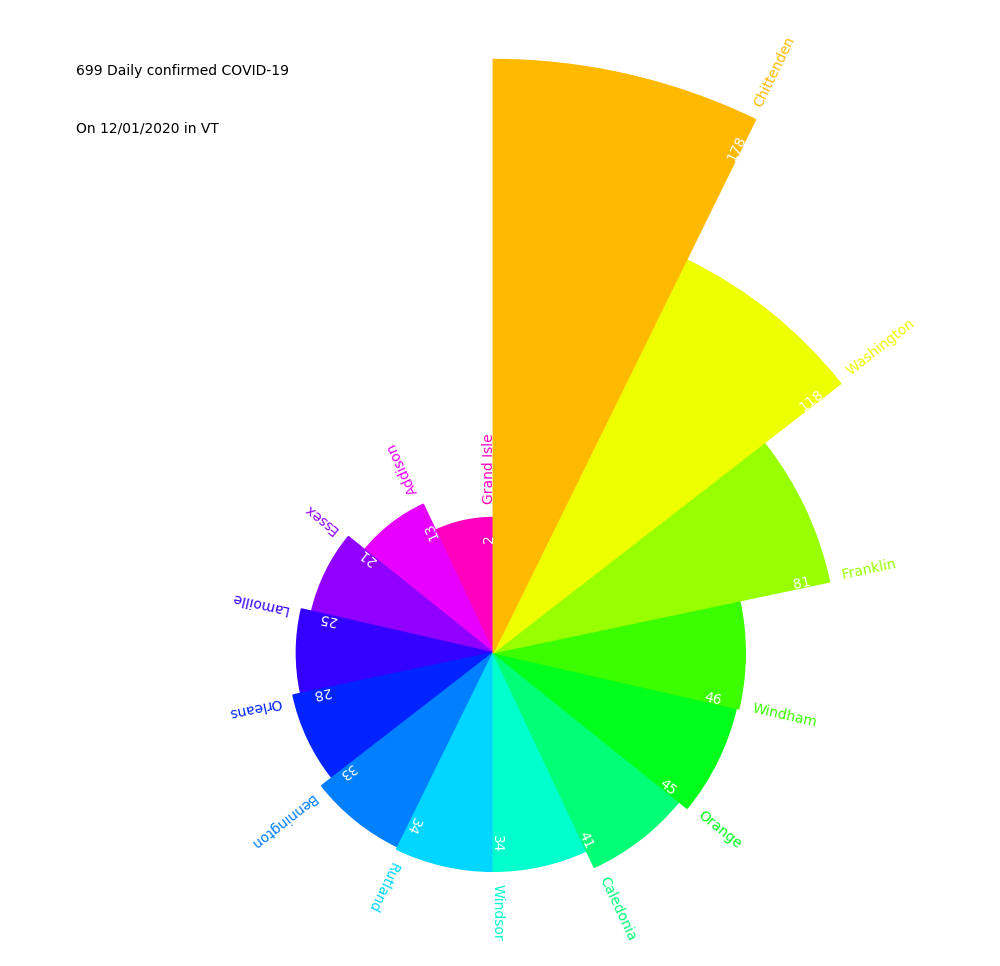 699 Daily confirmed COVID-19
On 12/01/2020 in VT
Chittenden
178
Washington
118
Franklin
81
Windham
46
Orange
45
Caledonia
41
Windsor
34
Rutland
34
Bennington
33
Orleans
28
Lamoille
25
Essex
21
Addison
13
Grand Isle
2